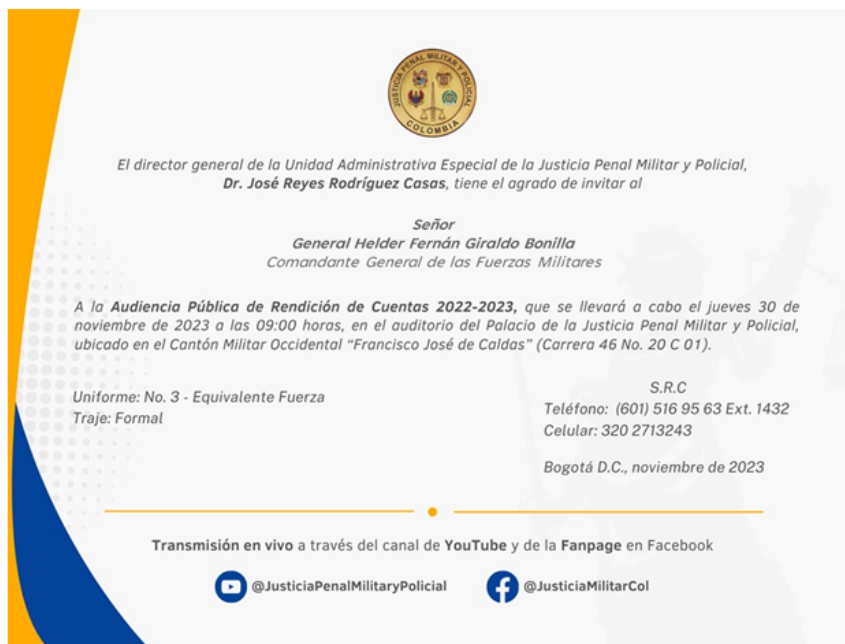 JUSTICIA PENAL MILITAR Y POLICIAL
COLOMBIA
El director general de la Unidad Administrativa Especial de la Justicia Penal Militar y Policial,
Dr. José Reyes Rodríguez Casas, tiene el agrado de invitar al
Señor
General Helder Fernán Giraldo Bonilla
Comandante General de las Fuerzas Militares
A la Audiencia Pública de Rendición de Cuentas 2022-2023, que se llevará a cabo el jueves 30 de
noviembre de 2023 a las 09:00 horas, en el auditorio del Palacio de la Justicia Penal Militar y Policial,
ubicado en el Cantón Militar Occidental “Francisco José de Caldas” (Carrera 46 No. 20 C 01).
Uniforme: No. 3 - Equivalente Fuerza
Traje: Formal
S.R.C
Teléfono: (601) 516 95 63 Ext. 1432
Celular: 320 2713243
Bogotá D.C., noviembre de 2023
Transmisión en vivo a través del canal de YouTube y de la Fanpage en Facebook
@JusticiaPenalMilitaryPolicial
@JusticiaMilitarCol